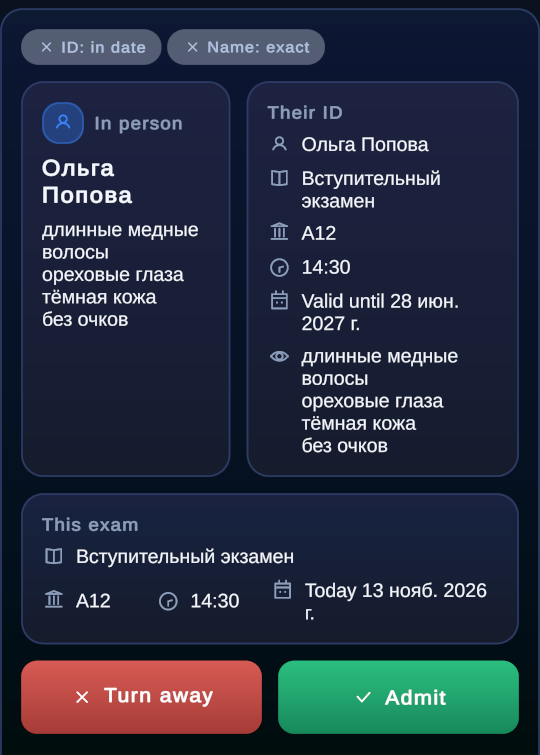 ID: in date
Name: exact
In person
Ольга
Попова
длинные медные
волосы
ореховые глаза
тёмная кожа
без очков
Their ID
Ольга Попова
Вступительный
экзамен
A12
14:30
Valid until 28 июн.
2027 г.
длинные медные
волосы
ореховые глаза
тёмная кожа
без очков
This exam
Вступительный экзамен
A12
14:30
Today 13 нояб. 2026
г.
Turn away
Admit